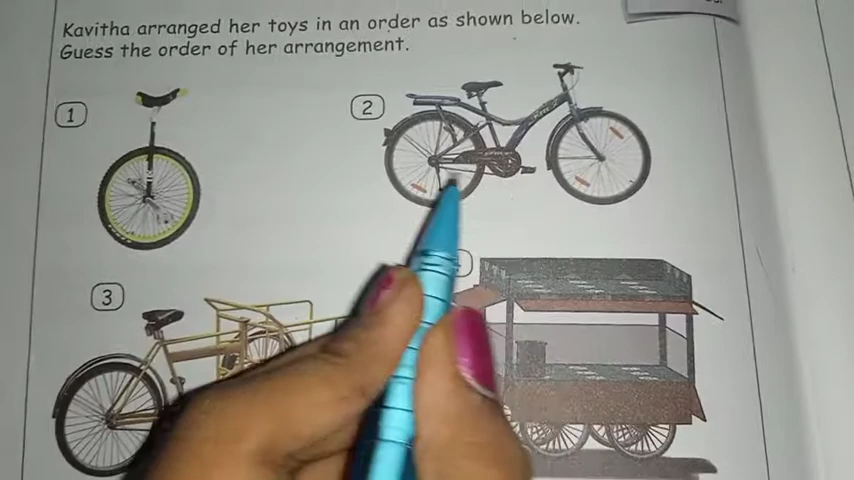 Kavitha arranged her toys in an order as shown below.
Guess the order of her arrangement.
1
2
3